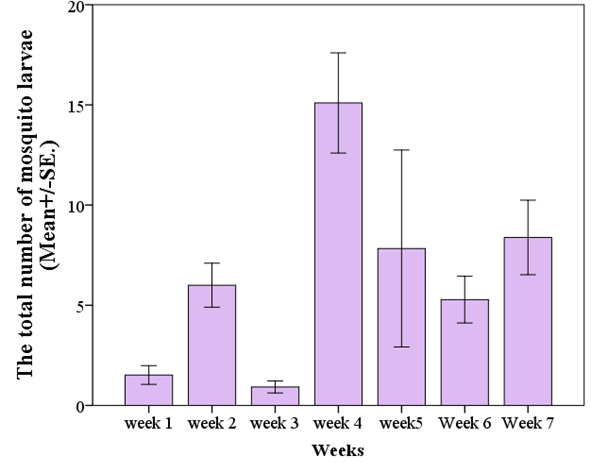 The total number of mosquito larvae
(Mean+/-SE.)
20
15
10
5
0
week 1 week 2 week 3 week 4 week5 Week 6 Week 7
Weeks